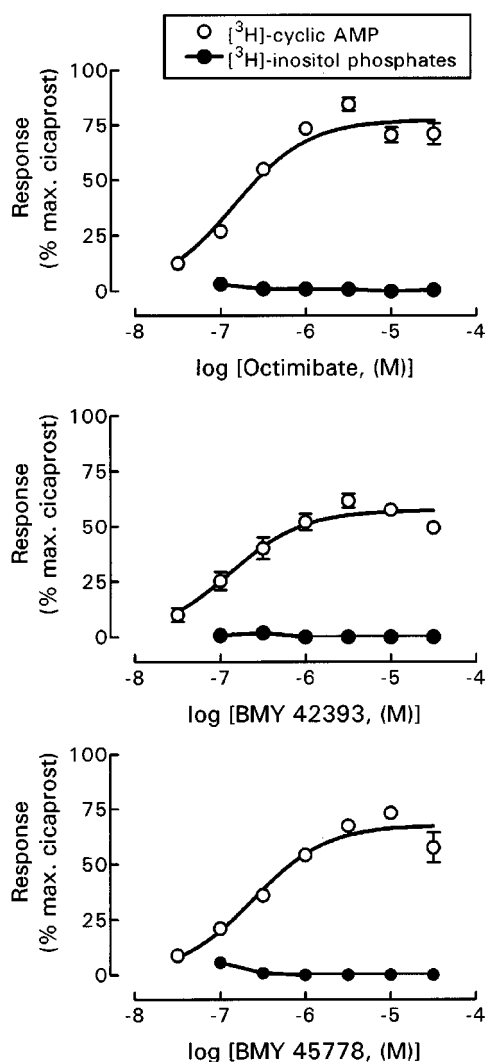 [³H]-cyclic AMP
[³H]-inositol phosphates
Response
(% max. cicaprost)
100
75
50
25
0
-8 -7 -6 -5 -4
log [Octimibate, (M)]
Response
(% max. cicaprost)
100
75
50
25
0
-8 -7 -6 -5 -4
log [BMY 42393, (M)]
Response
(% max. cicaprost)
100
75
50
25
0
-8 -7 -6 -5 -4
log [BMY 45778, (M)]